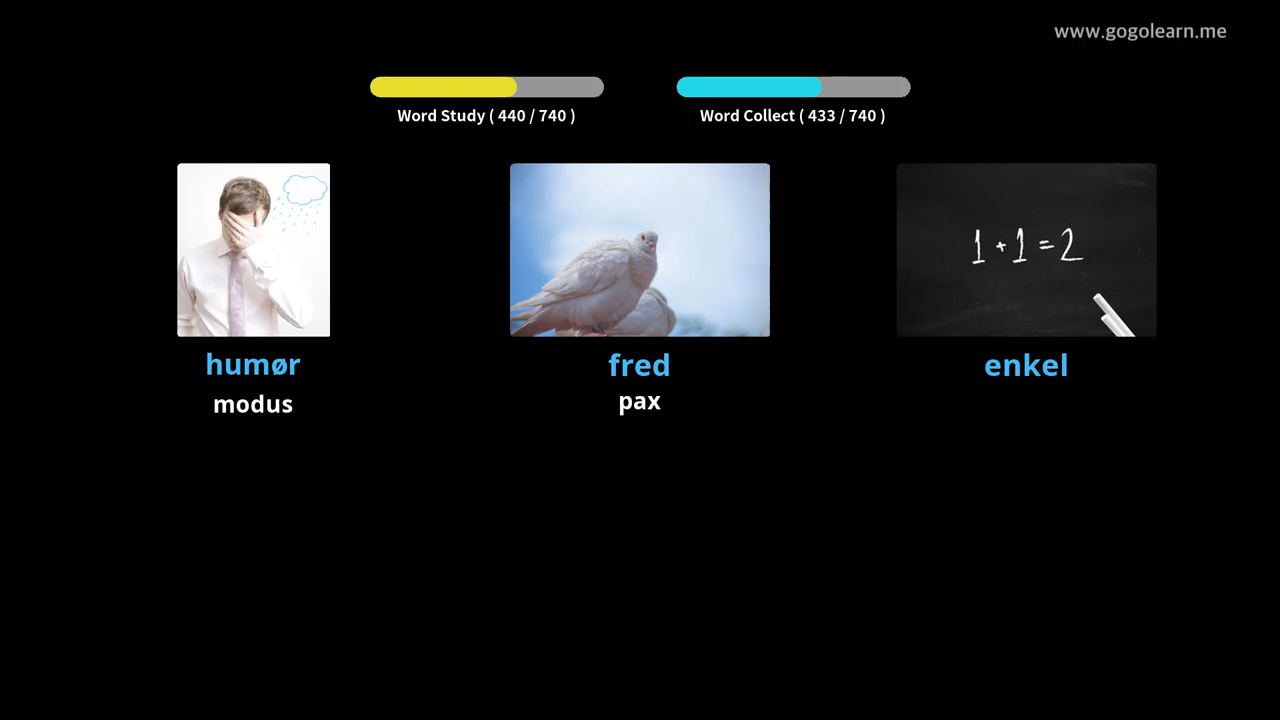 www.gogolearn.me
Word Study ( 440 / 740 )
Word Collect ( 433 / 740 )
1 + 1 = 2
humør
fred
enkel
modus
pax